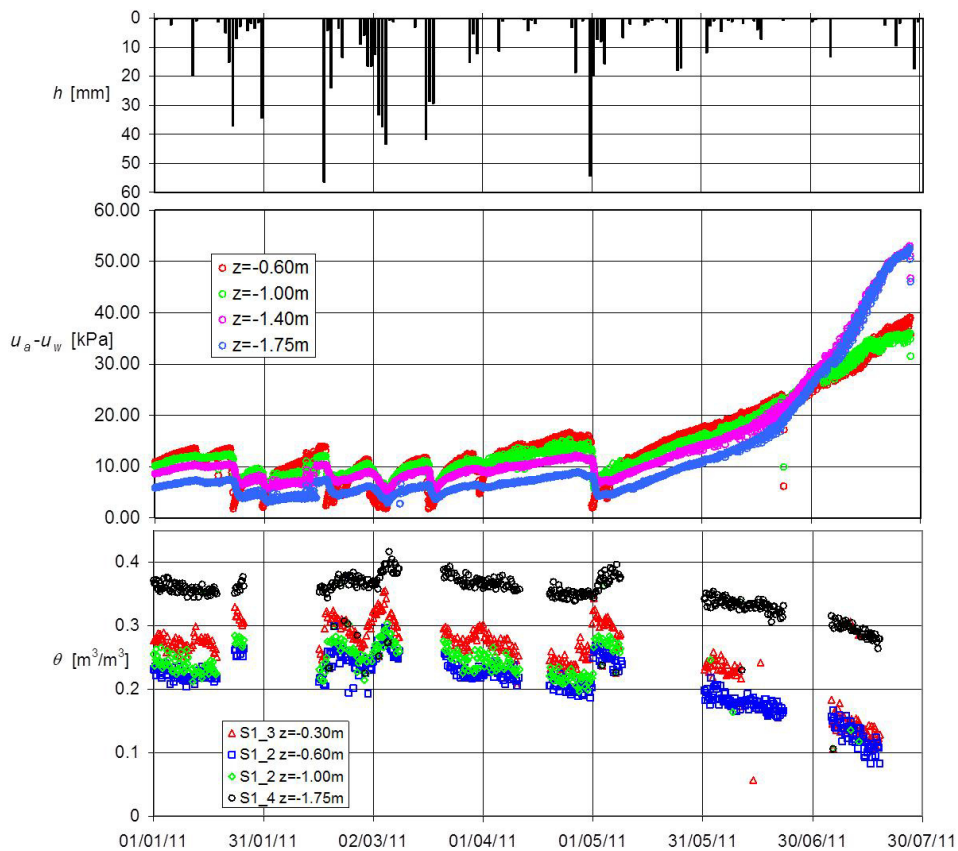 0
10
20
30
40
50
60
h [mm]
60.00
50.00
40.00
30.00
20.00
10.00
0.00
u_a-u_w [kPa]
z=-0.60m
z=-1.00m
z=-1.40m
z=-1.75m
0.4
0.3
0.2
0.1
0
θ [m³/m³]
S1_3 z=-0.30m
S1_2 z=-0.60m
S1_2 z=-1.00m
S1_4 z=-1.75m
01/01/11 31/01/11 02/03/11 01/04/11 01/05/11 31/05/11 30/06/11 30/07/11